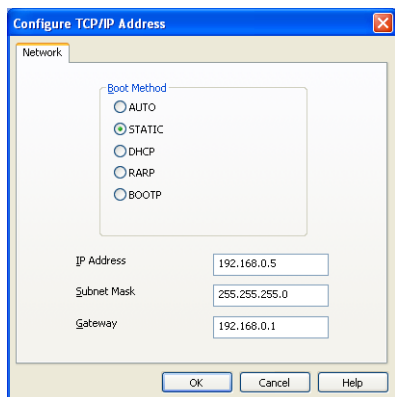 Configure TCP/IP Address
Network
Boot Method
AUTO
STATIC
DHCP
RARP
BOOTP
IP Address 192.168.0.5
Subnet Mask 255.255.255.0
Gateway 192.168.0.1
OK Cancel Help